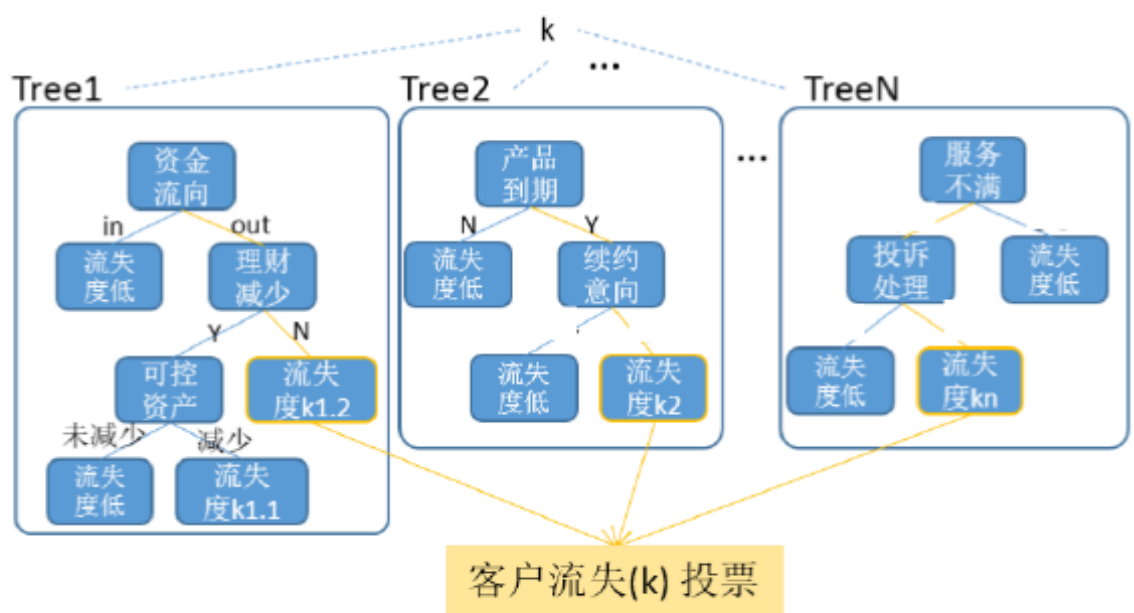 k
...
Tree1
Tree2
TreeN
资金
流向
in
out
流失
度低
理财
减少
Y
N
可控
资产
流失
度k1.2
未减少
减少
流失
度低
流失
度k1.1
产品
到期
N
Y
流失
度低
续约
意向
流失
度低
流失
度k2
...
服务
不满
投诉
处理
流失
度低
流失
度低
流失
度kn
客户流失(k) 投票